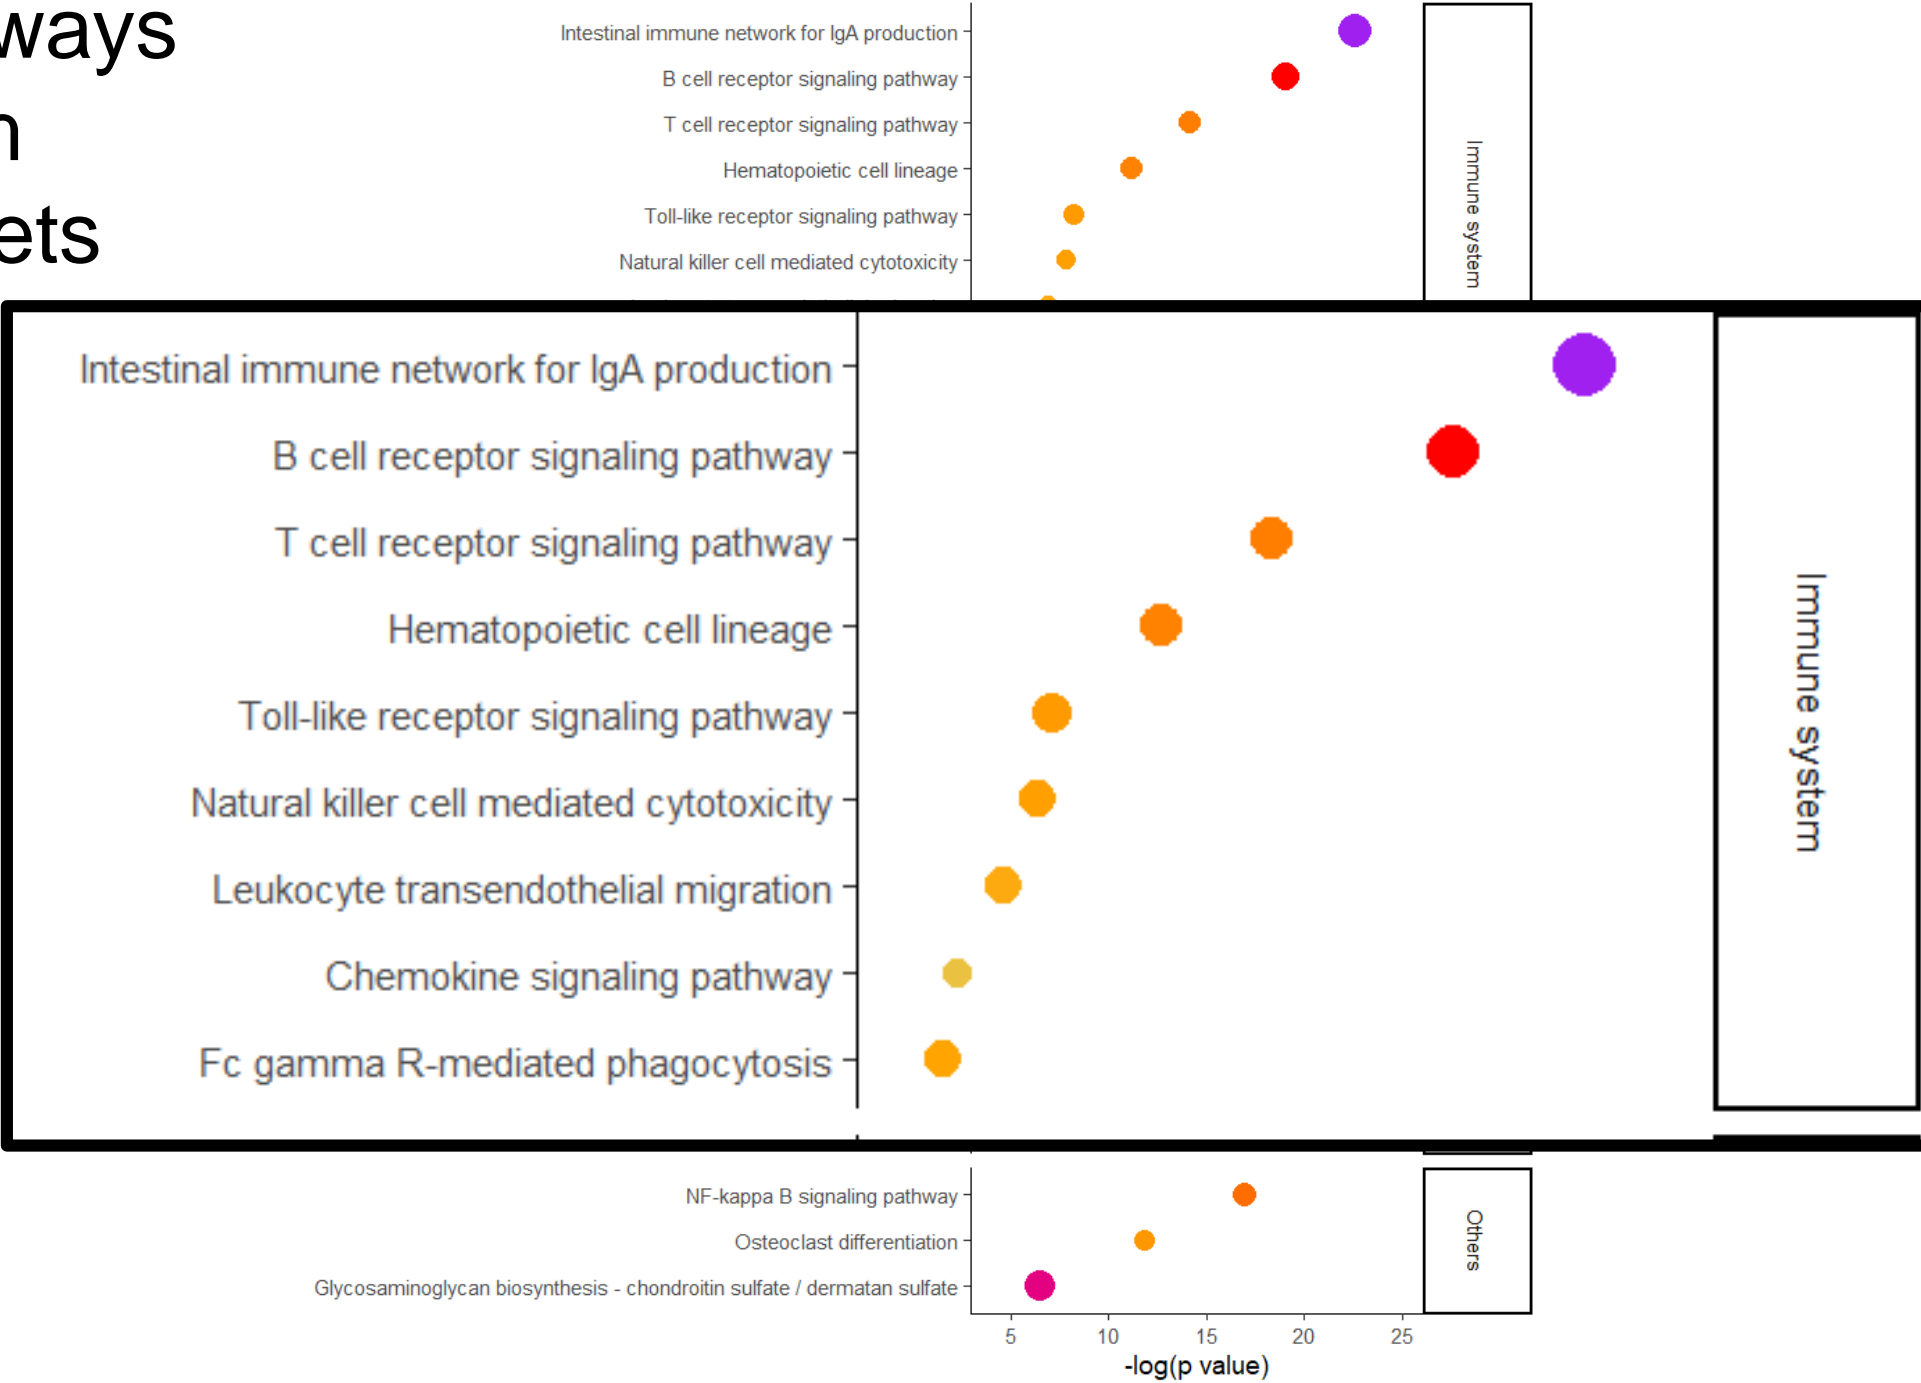 ways
n
ets
Intestinal immune network for IgA production
B cell receptor signaling pathway
T cell receptor signaling pathway
Hematopoietic cell lineage
Toll-like receptor signaling pathway
Natural killer cell mediated cytotoxicity
Immune system
Intestinal immune network for IgA production
B cell receptor signaling pathway
T cell receptor signaling pathway
Hematopoietic cell lineage
Toll-like receptor signaling pathway
Natural killer cell mediated cytotoxicity
Leukocyte transendothelial migration
Chemokine signaling pathway
Fc gamma R-mediated phagocytosis
Immune system
NF-kappa B signaling pathway
Osteoclast differentiation
Glycosaminoglycan biosynthesis - chondroitin sulfate / dermatan sulfate
Others
5 10 15 20 25
-log(p value)